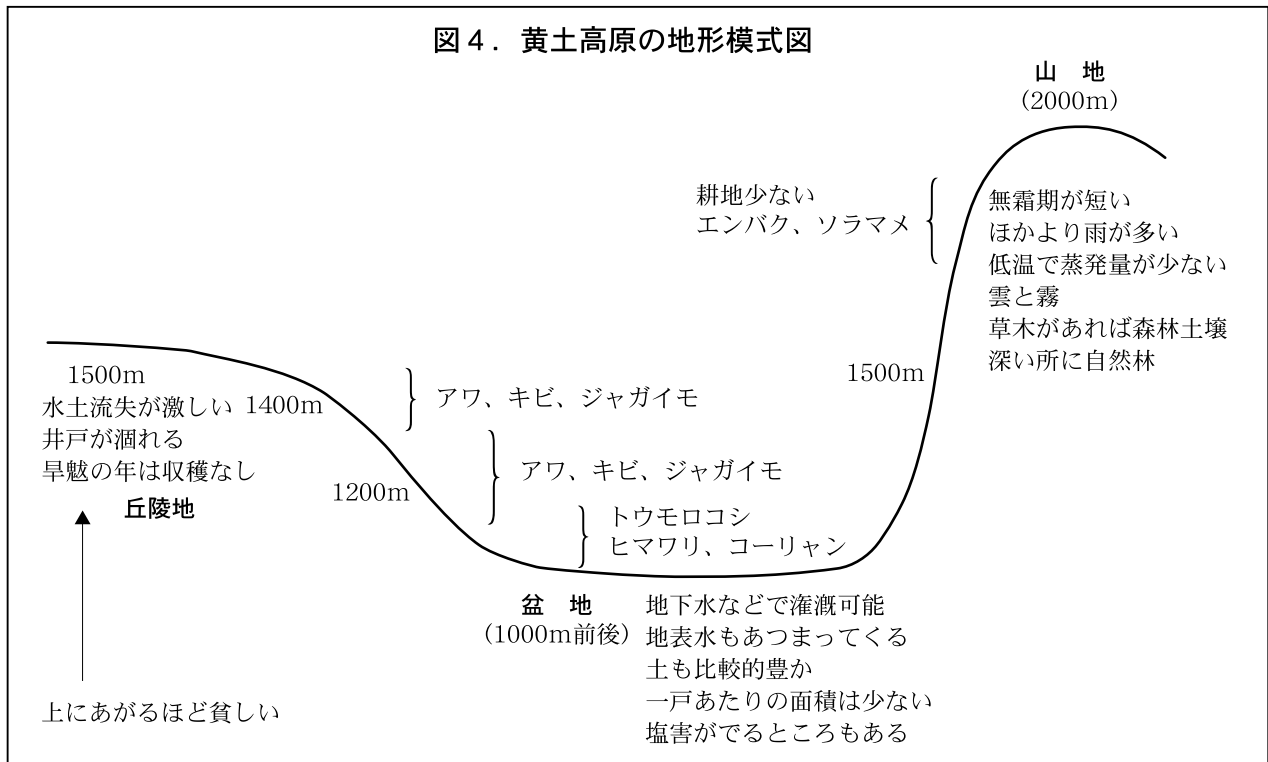 図４．黄土高原の地形模式図
山　地
(2000m)
耕地少ない
エンバク、ソラマメ
無霜期が短い
ほかより雨が多い
低温で蒸発量が少ない
雲と霧
草木があれば森林土壌
深い所に自然林
1500m
1500m
水土流失が激しい
井戸が涸れる
旱魃の年は収穫なし
丘陵地
1400m
アワ、キビ、ジャガイモ
1200m
アワ、キビ、ジャガイモ
トウモロコシ
ヒマワリ、コーリャン
盆　地
(1000m前後)
地下水などで潅漑可能
地表水もあつまってくる
土も比較的豊か
一戸あたりの面積は少ない
塩害がでるところもある
上にあがるほど貧しい